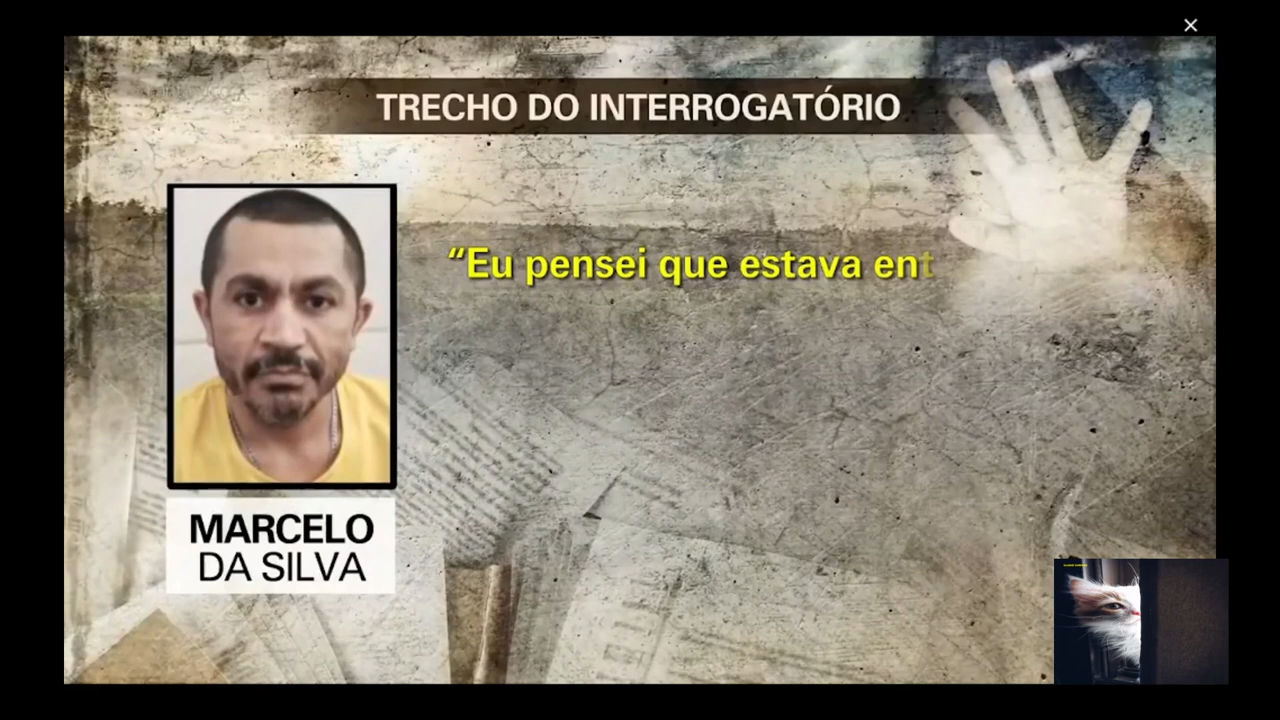 TRECHO DO INTERROGATÓRIO
“Eu pensei que estava ent
MARCELO
DA SILVA